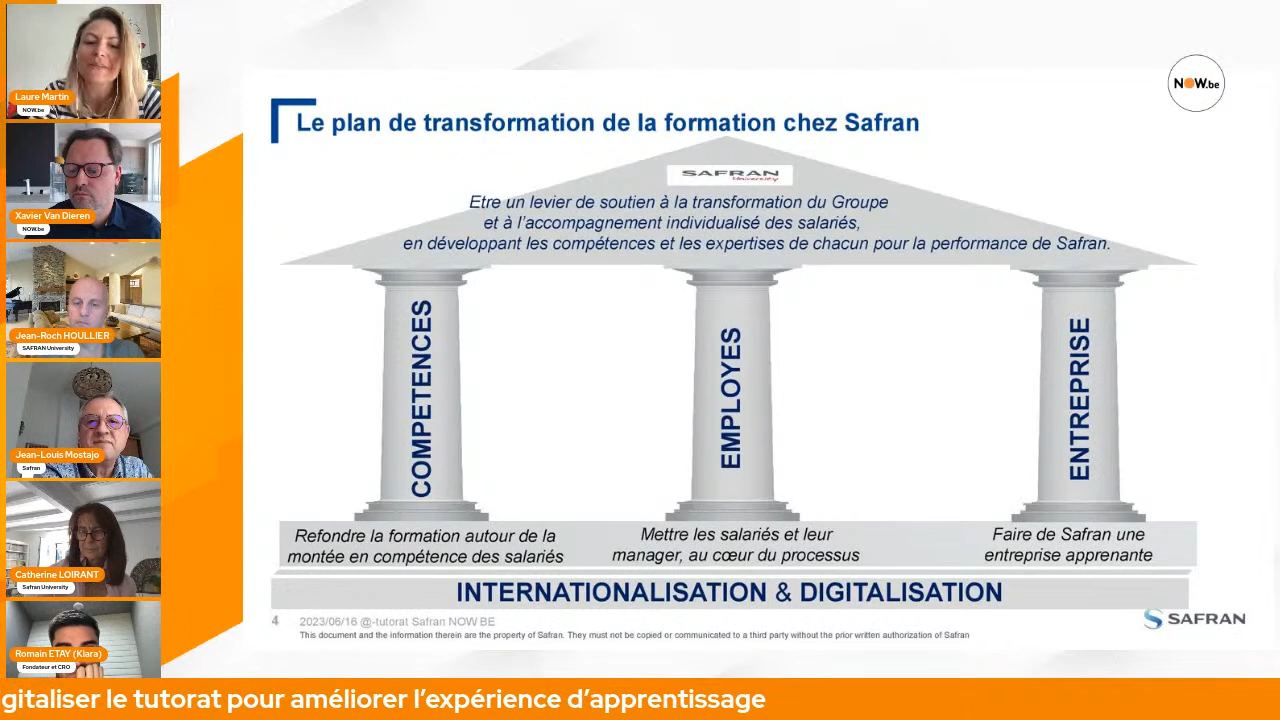 Laure Martin
NOW.be
Xavier Van Dieren
NOW.be
Jean-Roch HOULLIER
SAFRAN University
Jean-Louis Mostajo
Safran
Catherine LOIRANT
Safran University
Romain ETAY (Klara)
Fondateur et CRO
NOW.be
Le plan de transformation de la formation chez Safran
SAFRAN
University
Etre un levier de soutien à la transformation du Groupe
et à l’accompagnement individualisé des salariés,
en développant les compétences et les expertises de chacun pour la performance de Safran.
COMPETENCES
EMPLOYES
ENTREPRISE
Refondre la formation autour de la
montée en compétence des salariés
Mettre les salariés et leur
manager, au cœur du processus
Faire de Safran une
entreprise apprenante
INTERNATIONALISATION & DIGITALISATION
4 2023/06/16 @-tutorat Safran NOW BE
This document and the information therein are the property of Safran. They must not be copied or communicated to a third party without the prior written authorization of Safran
SAFRAN
gitaliser le tutorat pour améliorer l’expérience d’apprentissage